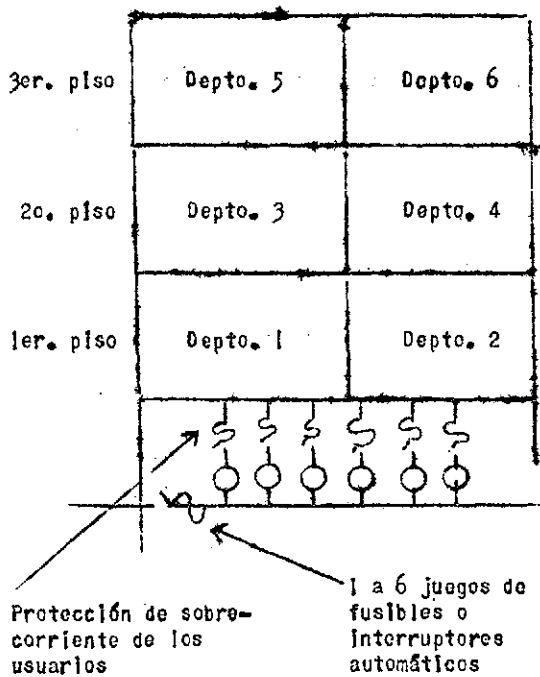 3er. piso
Depto. 5
Depto. 6
2o. piso
Depto. 3
Depto. 4
1er. piso
Depto. 1
Depto. 2
Protección de sobre-
corriente de los
usuarios
1 a 6 juegos de
fusibles o
interruptores
automáticos